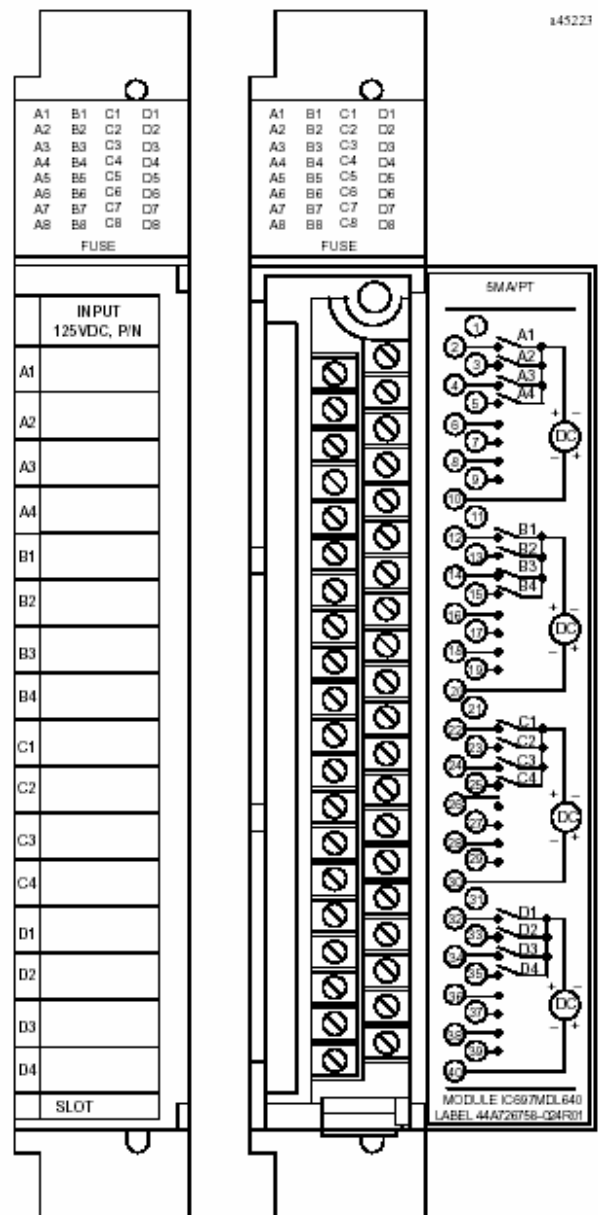 a45223
A1 B1 C1 D1
A2 B2 C2 D2
A3 B3 C3 D3
A4 B4 C4 D4
A5 B5 C5 D5
A6 B6 C6 D6
A7 B7 C7 D7
A8 B8 C8 D8
FUSE
INPUT
125VDC, P/N
A1
A2
A3
A4
B1
B2
B3
B4
C1
C2
C3
C4
D1
D2
D3
D4
SLOT
A1 B1 C1 D1
A2 B2 C2 D2
A3 B3 C3 D3
A4 B4 C4 D4
A5 B5 C5 D5
A6 B6 C6 D6
A7 B7 C7 D7
A8 B8 C8 D8
FUSE
5MA/PT
1
2 A1
3 A2
4 A3
5 A4
6
7
8
9
10
+ −
DC
− +
11
12 B1
13 B2
14 B3
15 B4
16
17
18
19
20
+ −
DC
− +
21
22 C1
23 C2
24 C3
25 C4
26
27
28
29
30
+ −
DC
− +
31
32 D1
33 D2
34 D3
35 D4
36
37
38
39
40
+ −
DC
− +
MODULE IC697MDL640
LABEL 44A726758-024R01